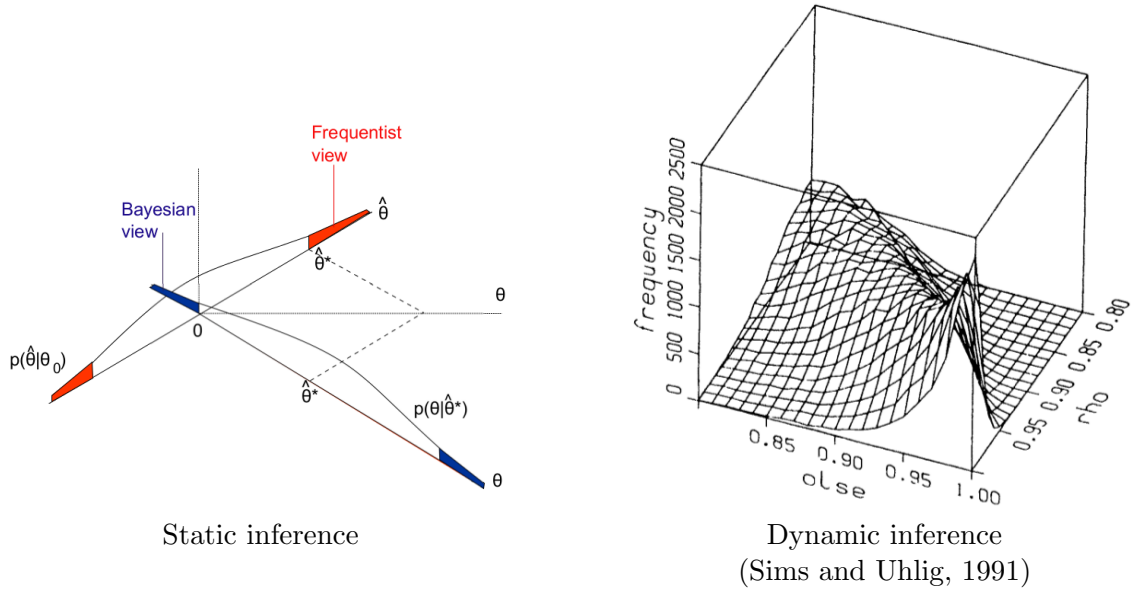 Frequentist
view
Bayesian
view
θ̂
θ̂*
θ
0
p(θ̂|θ₀)
θ̂*
p(θ|θ̂*)
θ
Static inference
frequency
2500
2000
1500
1000
500
0
0.85
0.90
0.95
1.00
olse
0.80
0.85
0.90
0.95
rho
Dynamic inference
(Sims and Uhlig, 1991)